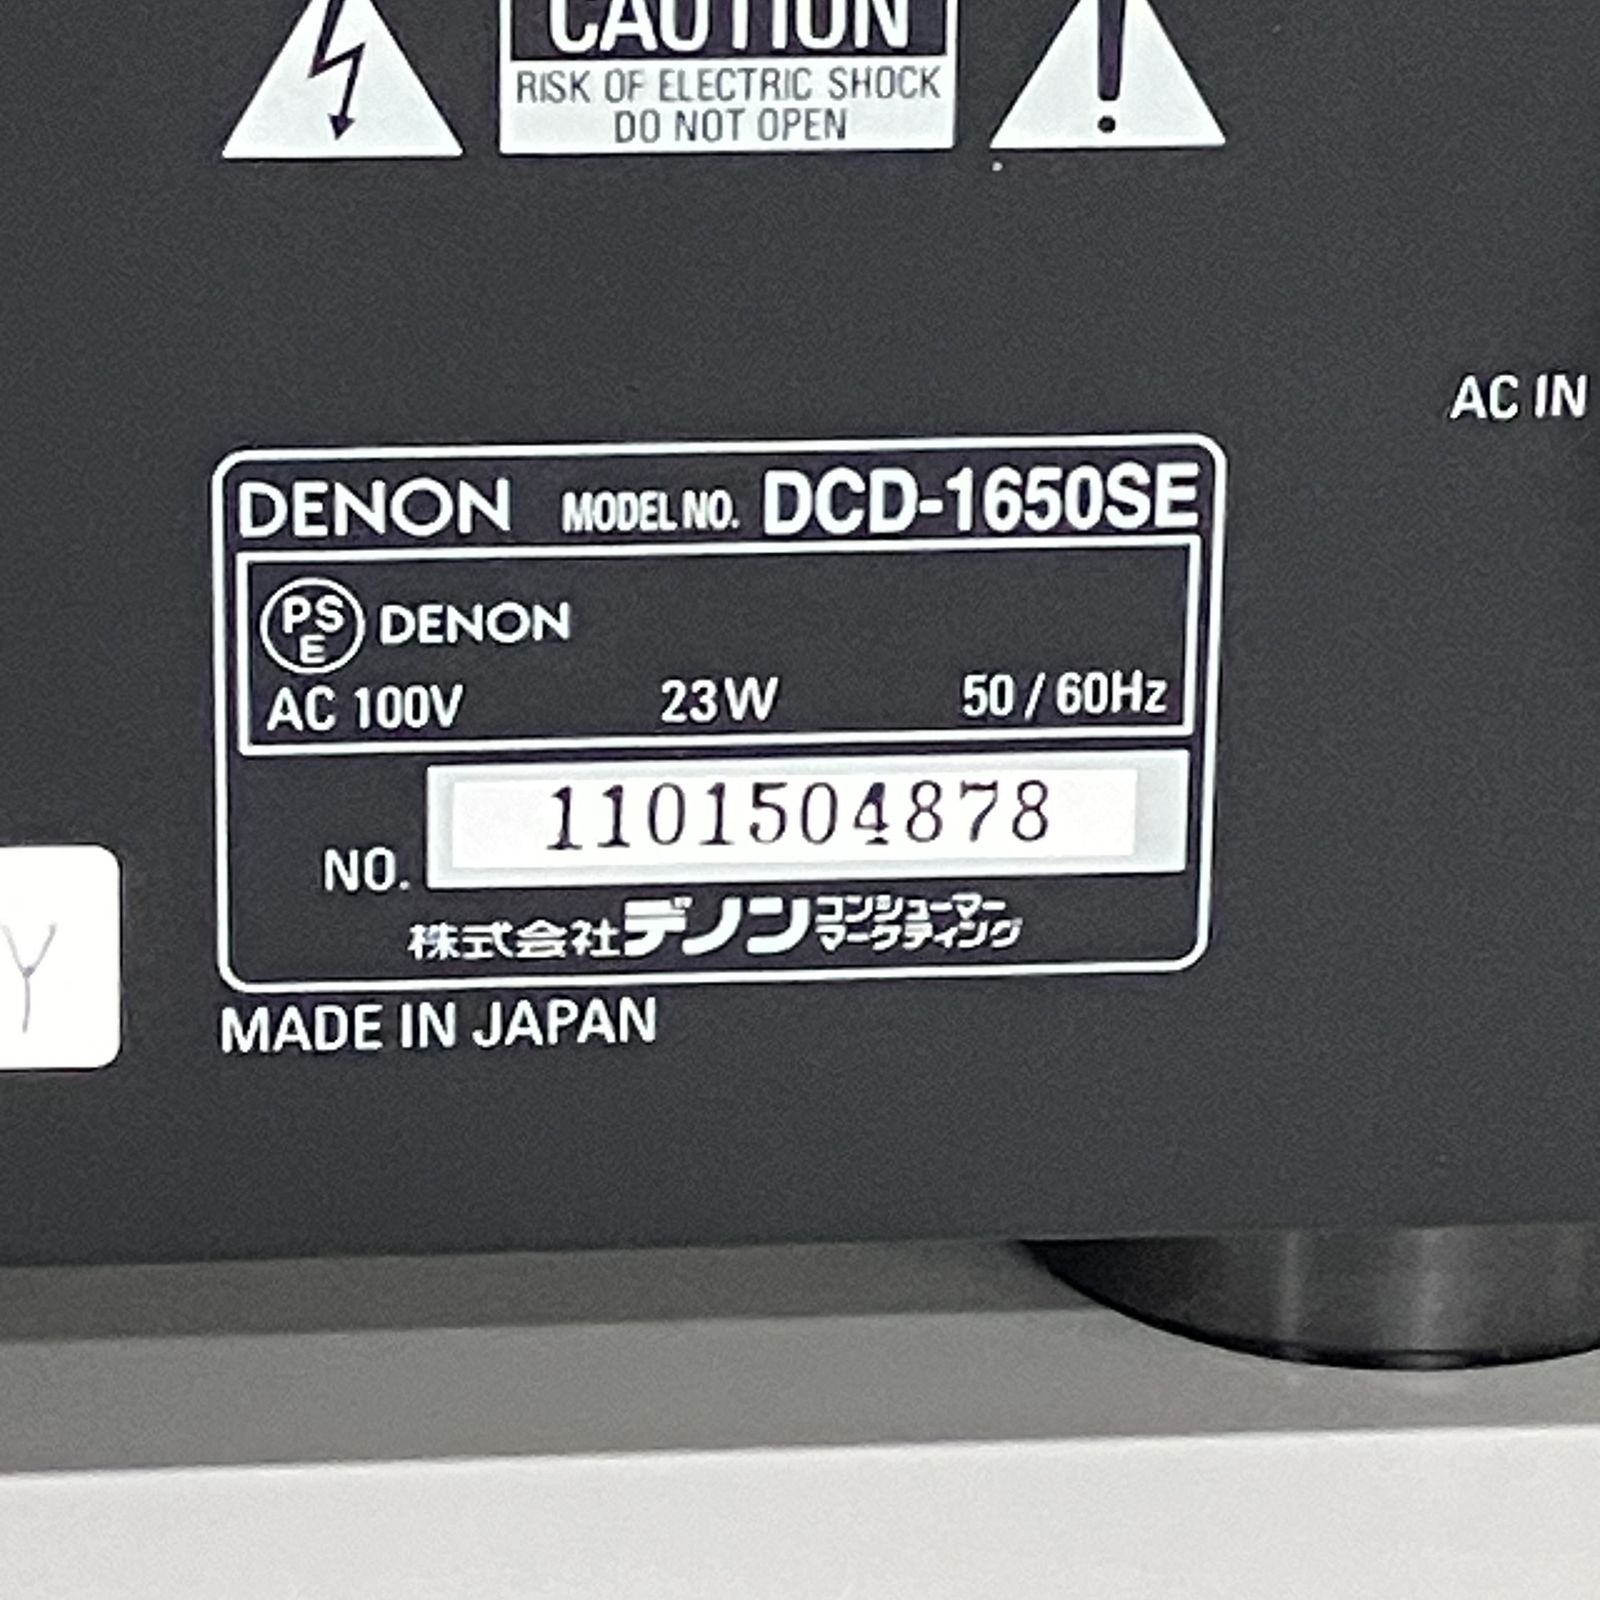 CAUTION
RISK OF ELECTRIC SHOCK
DO NOT OPEN
AC IN
DENON MODEL NO. DCD-1650SE
PSE DENON
AC 100V 23W 50/60Hz
NO. 1101504878
株式会社デノン コンシューマー
マーケティング
Y
MADE IN JAPAN